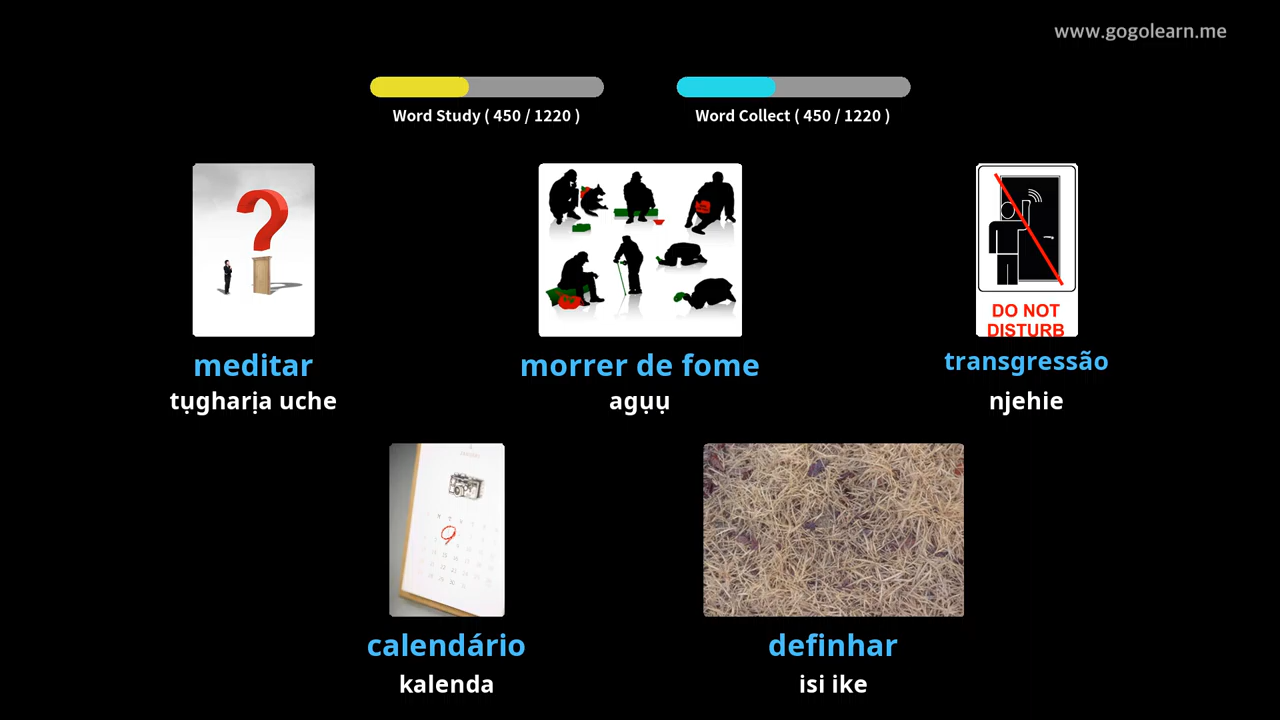 www.gogolearn.me
Word Study ( 450 / 1220 )
Word Collect ( 450 / 1220 )
DO NOT
DISTURB
meditar
tụgharịa uche
morrer de fome
agụụ
transgressão
njehie
calendário
kalenda
definhar
isi ike